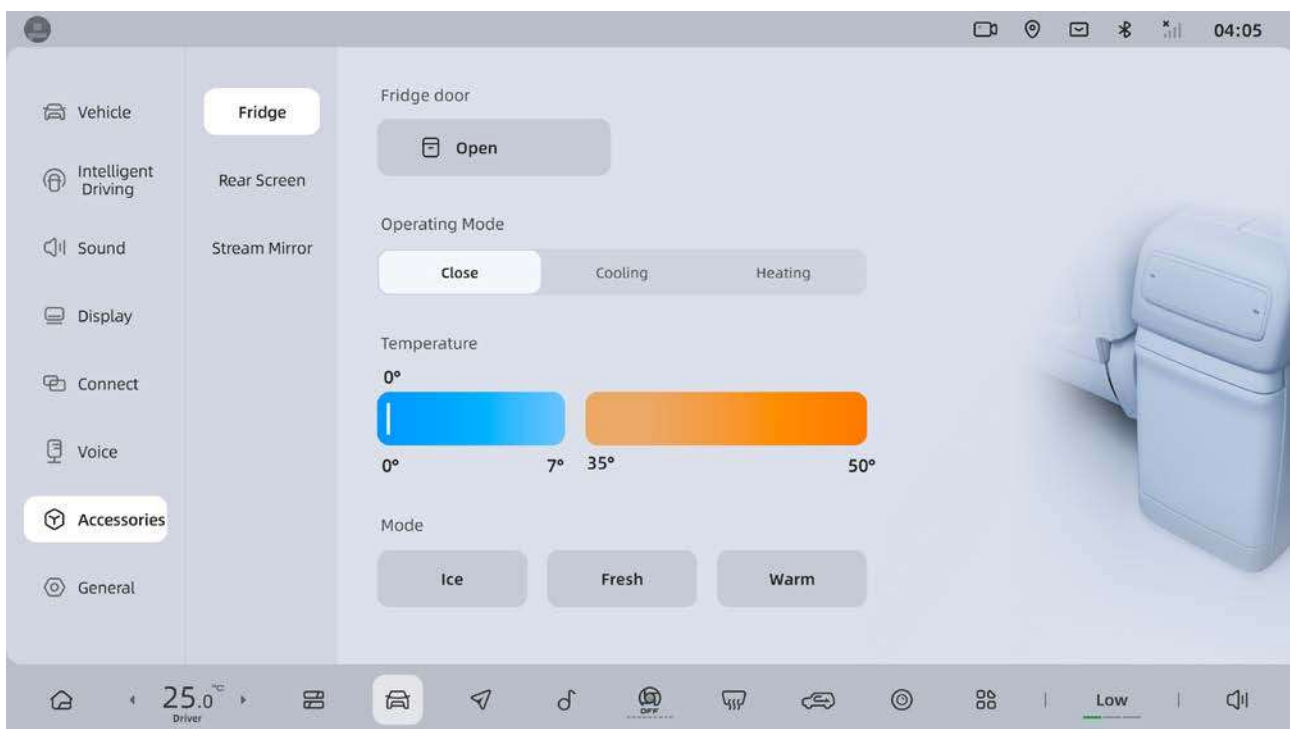 04:05
Vehicle
Intelligent
Driving
Sound
Display
Connect
Voice
Accessories
General
Fridge
Rear Screen
Stream Mirror
Fridge door
Open
Operating Mode
Close
Cooling
Heating
Temperature
0°
0°
7°
35°
50°
Mode
Ice
Fresh
Warm
25.0°C
Driver
OFF
Low